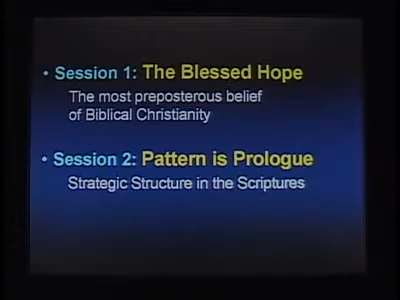 • Session 1: The Blessed Hope
The most preposterous belief
of Biblical Christianity
• Session 2: Pattern is Prologue
Strategic Structure in the Scriptures